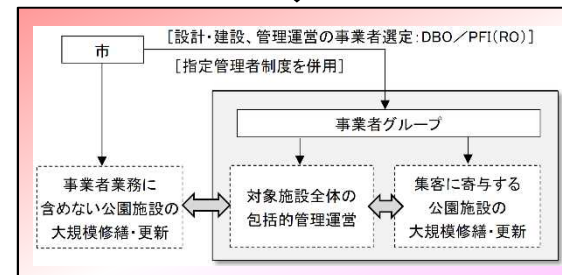 [設計・建設、管理運営の事業者選定:DBO/PFI(RO)]
市
[指定管理者制度を併用]
事業者グループ
事業者業務に
含めない公園施設の
大規模修繕・更新
対象施設全体の
包括的管理運営
集客に寄与する
公園施設の
大規模修繕・更新